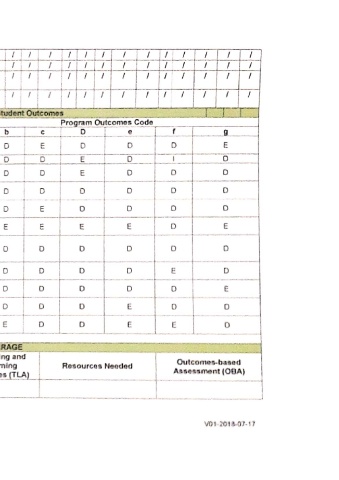 / / / / / / / / / / / /
/ / / / / / / / / / / /
/ / / / / / / / / / / /
/ / / / / / / / / / / /
tudent Outcomes
Program Outcomes Code
b c D e f g
D E D D D E
D D E D I D
D D E D D D
D D D D D D
D E D D D D
E E E E D E
D D D D D D
D D D D E D
D D D D D E
D D D E D D
E D D E E D
RAGE
ing and
rning
es (TLA)
Resources Needed
Outcomes-based
Assessment (OBA)
V01-2018-07-17